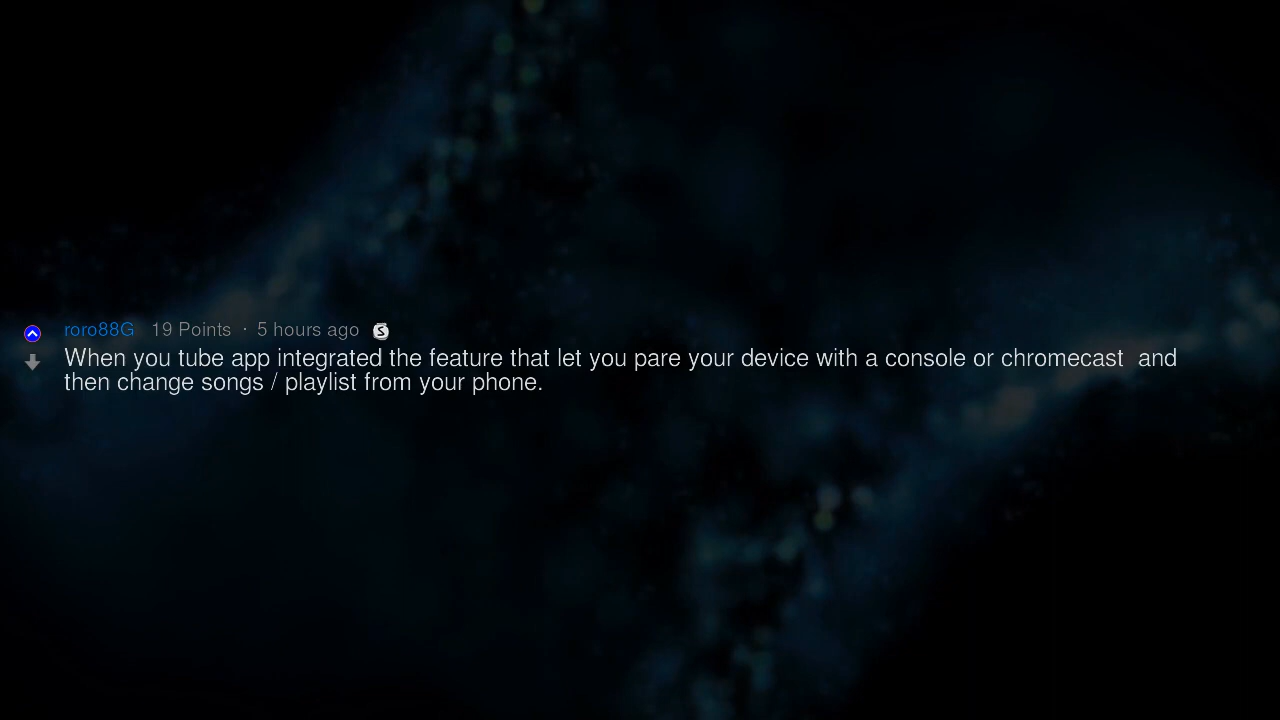 roro88G 19 Points · 5 hours ago S
When you tube app integrated the feature that let you pare your device with a console or chromecast  and
then change songs / playlist from your phone.